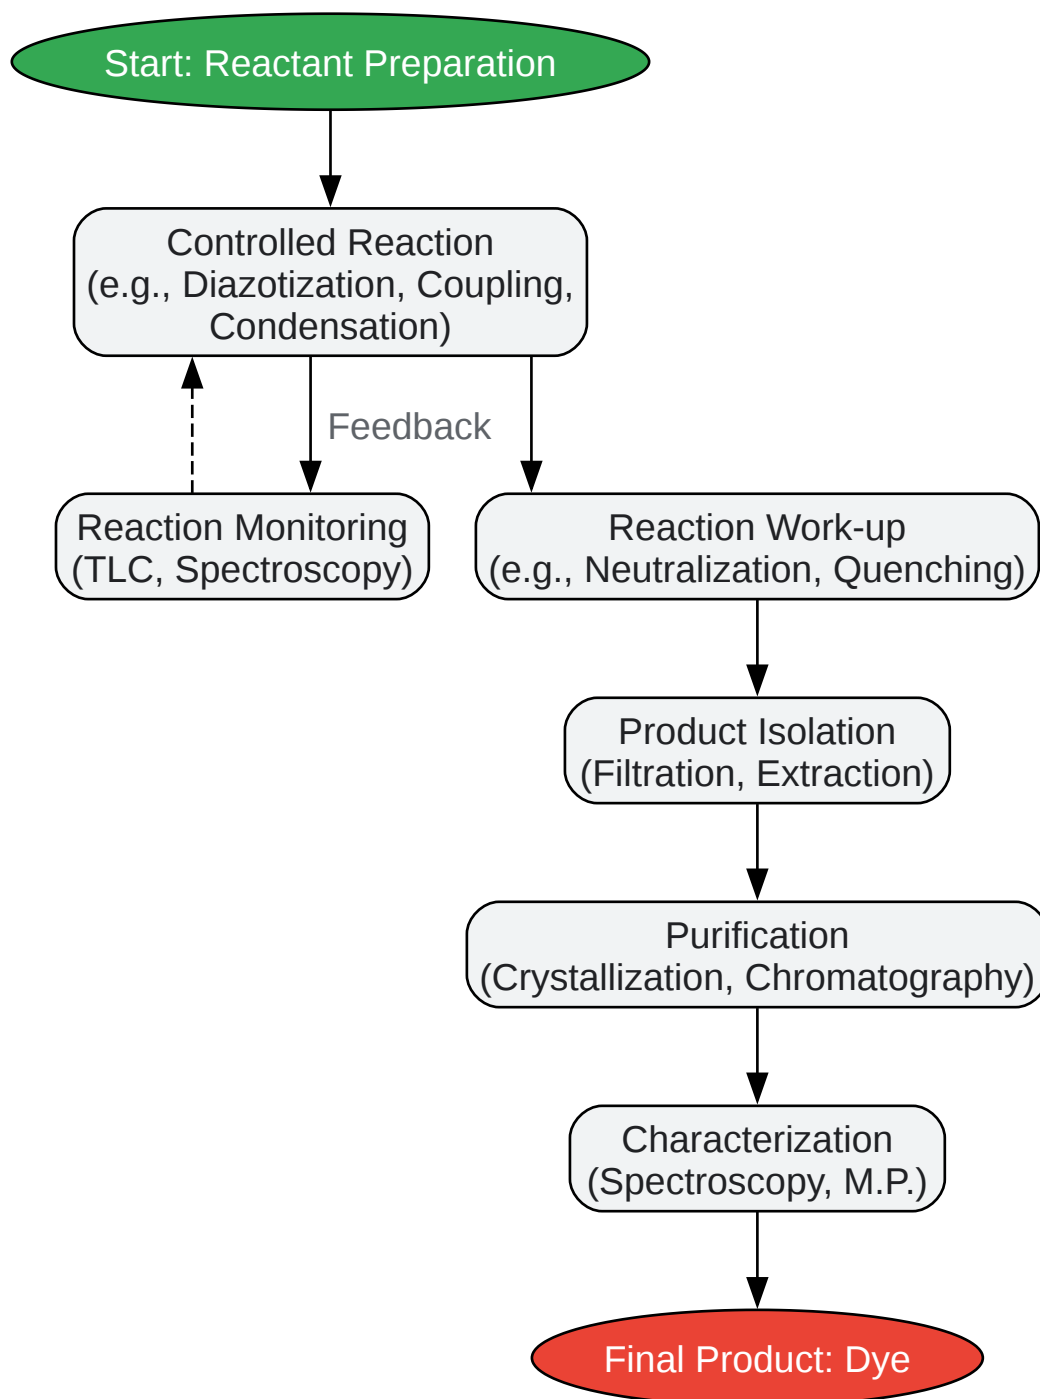 Start: Reactant Preparation
Controlled Reaction
(e.g., Diazotization, Coupling,
Condensation)
Feedback
Reaction Monitoring
(TLC, Spectroscopy)
Reaction Work-up
(e.g., Neutralization, Quenching)
Product Isolation
(Filtration, Extraction)
Purification
(Crystallization, Chromatography)
Characterization
(Spectroscopy, M.P.)
Final Product: Dye